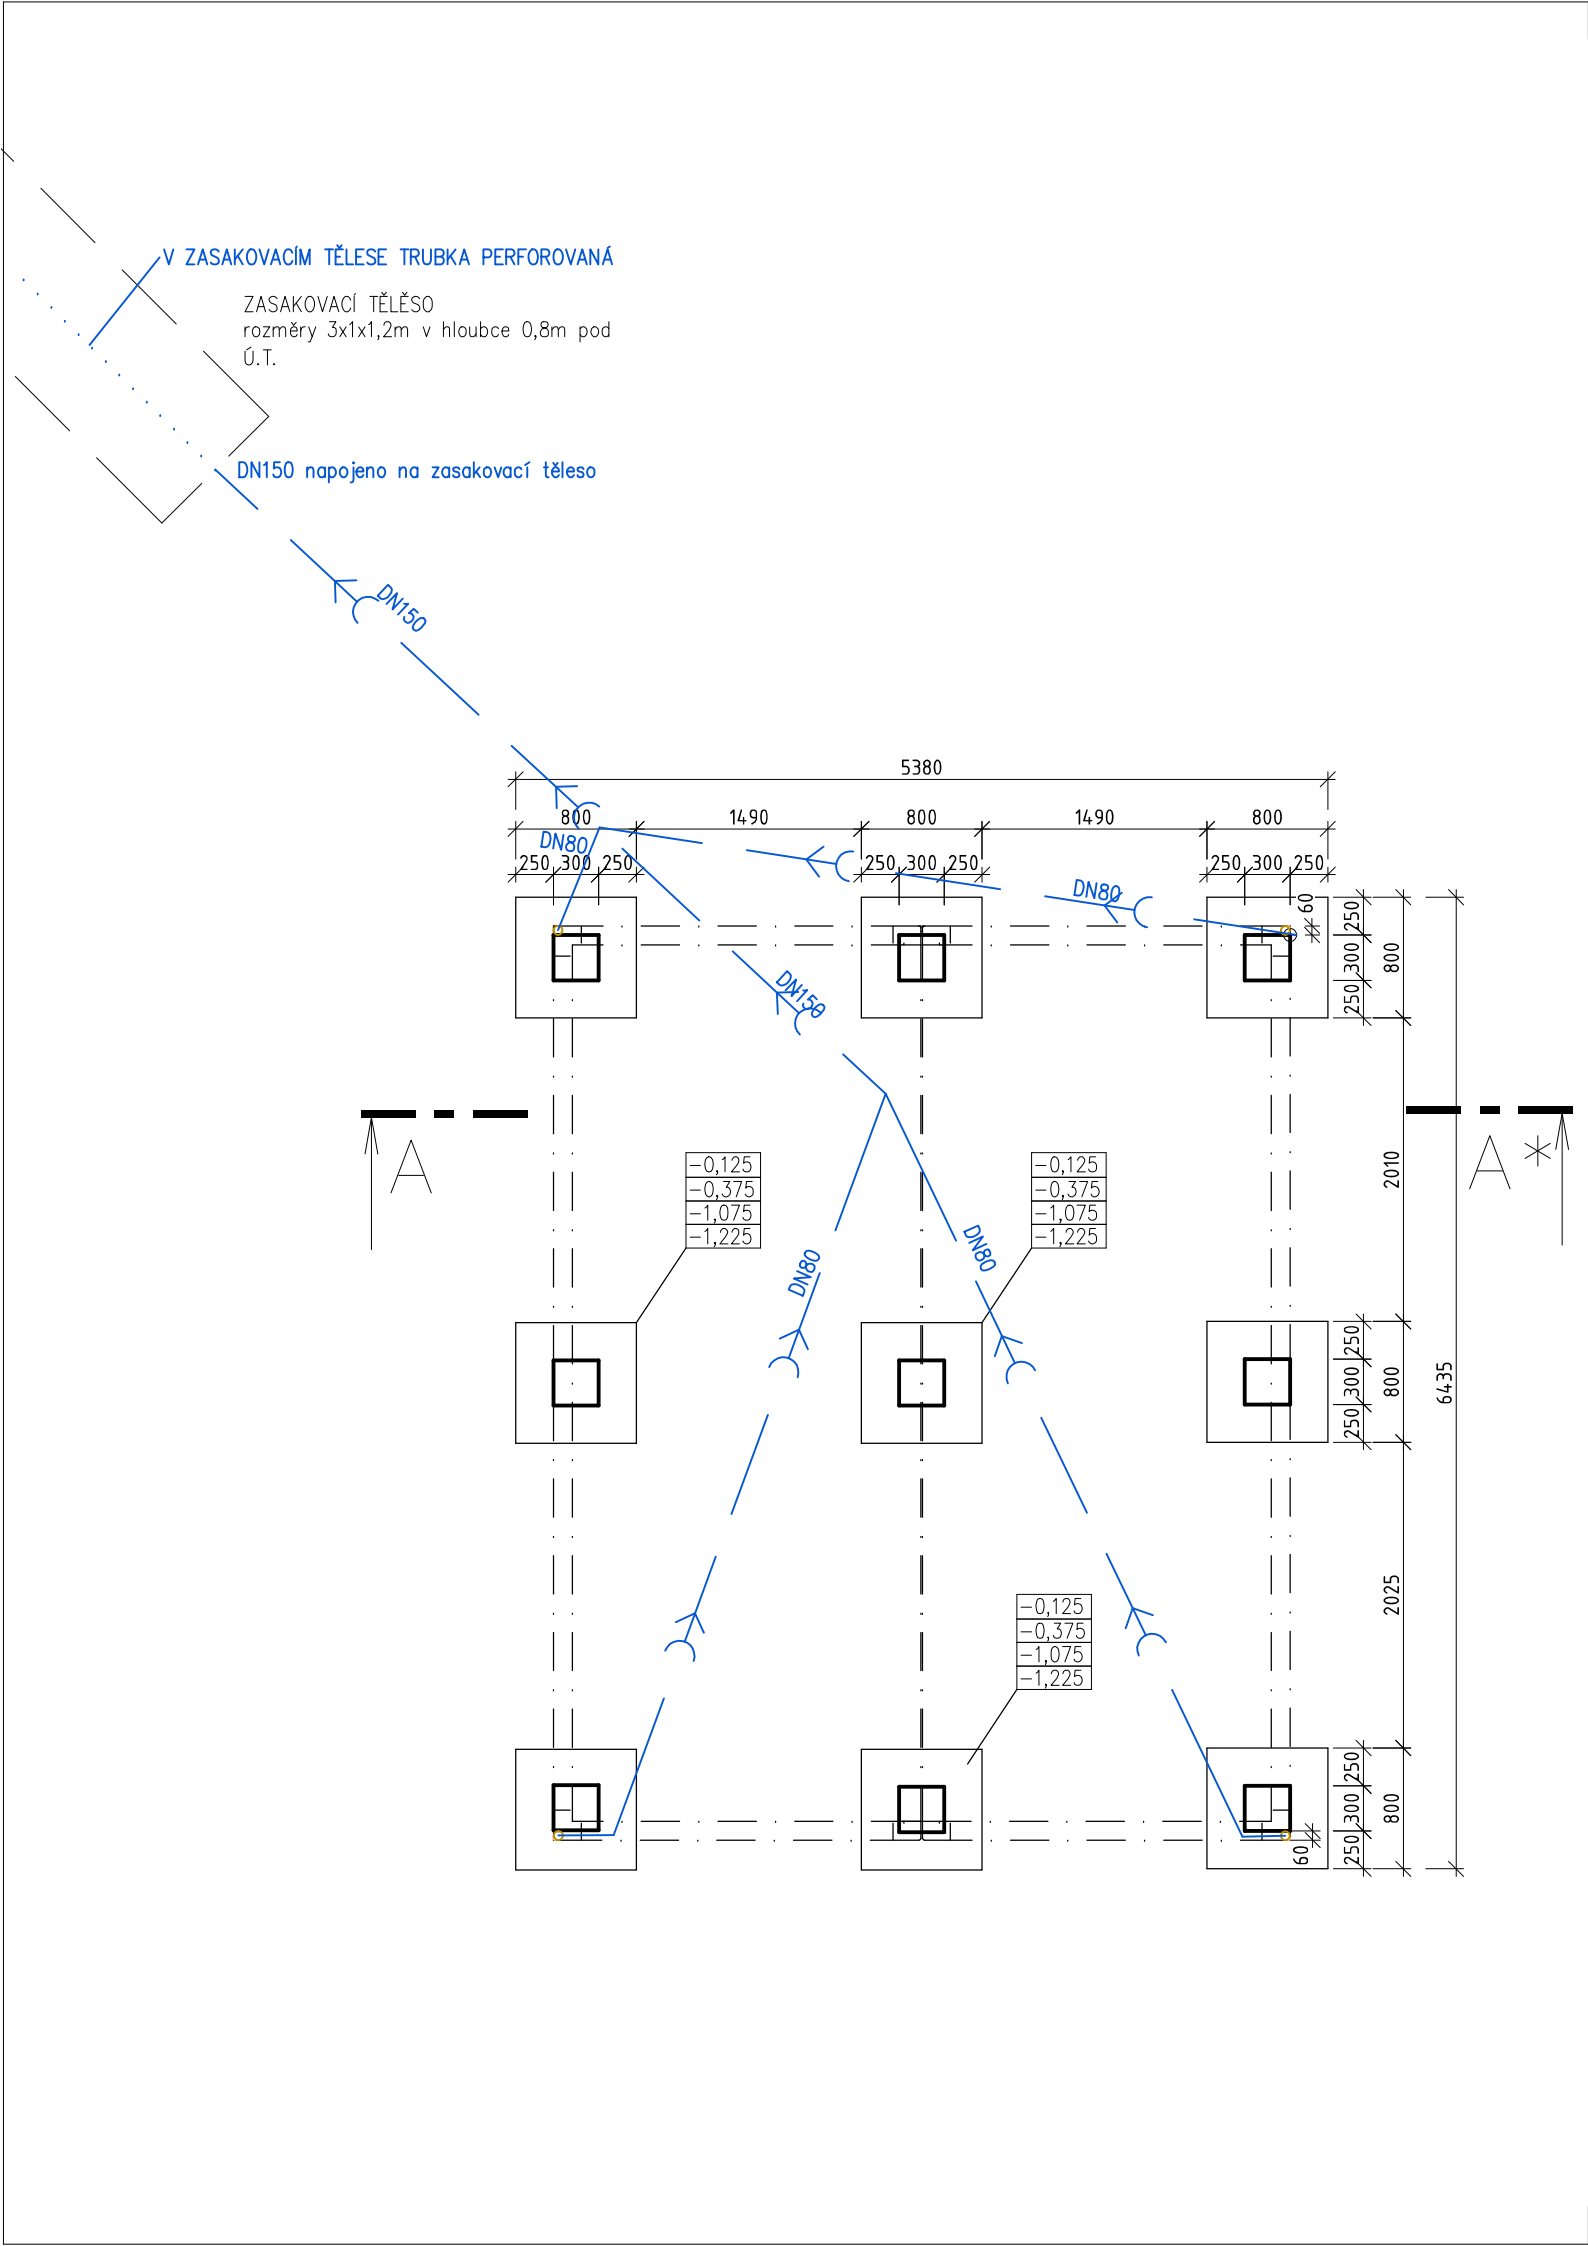 V ZASAKOVACÍM TĚLESE TRUBKA PERFOROVANÁ
ZASAKOVACÍ TĚLĚSO
rozměry 3x1x1,2m v hloubce 0,8m pod
Ú.T.
DN150 napojeno na zasakovací těleso
DN150
5380
800
1490
800
1490
800
DN80
250 300 250
250 300 250
250 300 250
DN80
60
250
300
250
800
DN150
A
A *
2010
-0,125
-0,375
-1,075
-1,225
-0,125
-0,375
-1,075
-1,225
DN80
DN80
250
300
250
800
6435
2025
-0,125
-0,375
-1,075
-1,225
250
300
250
800
60